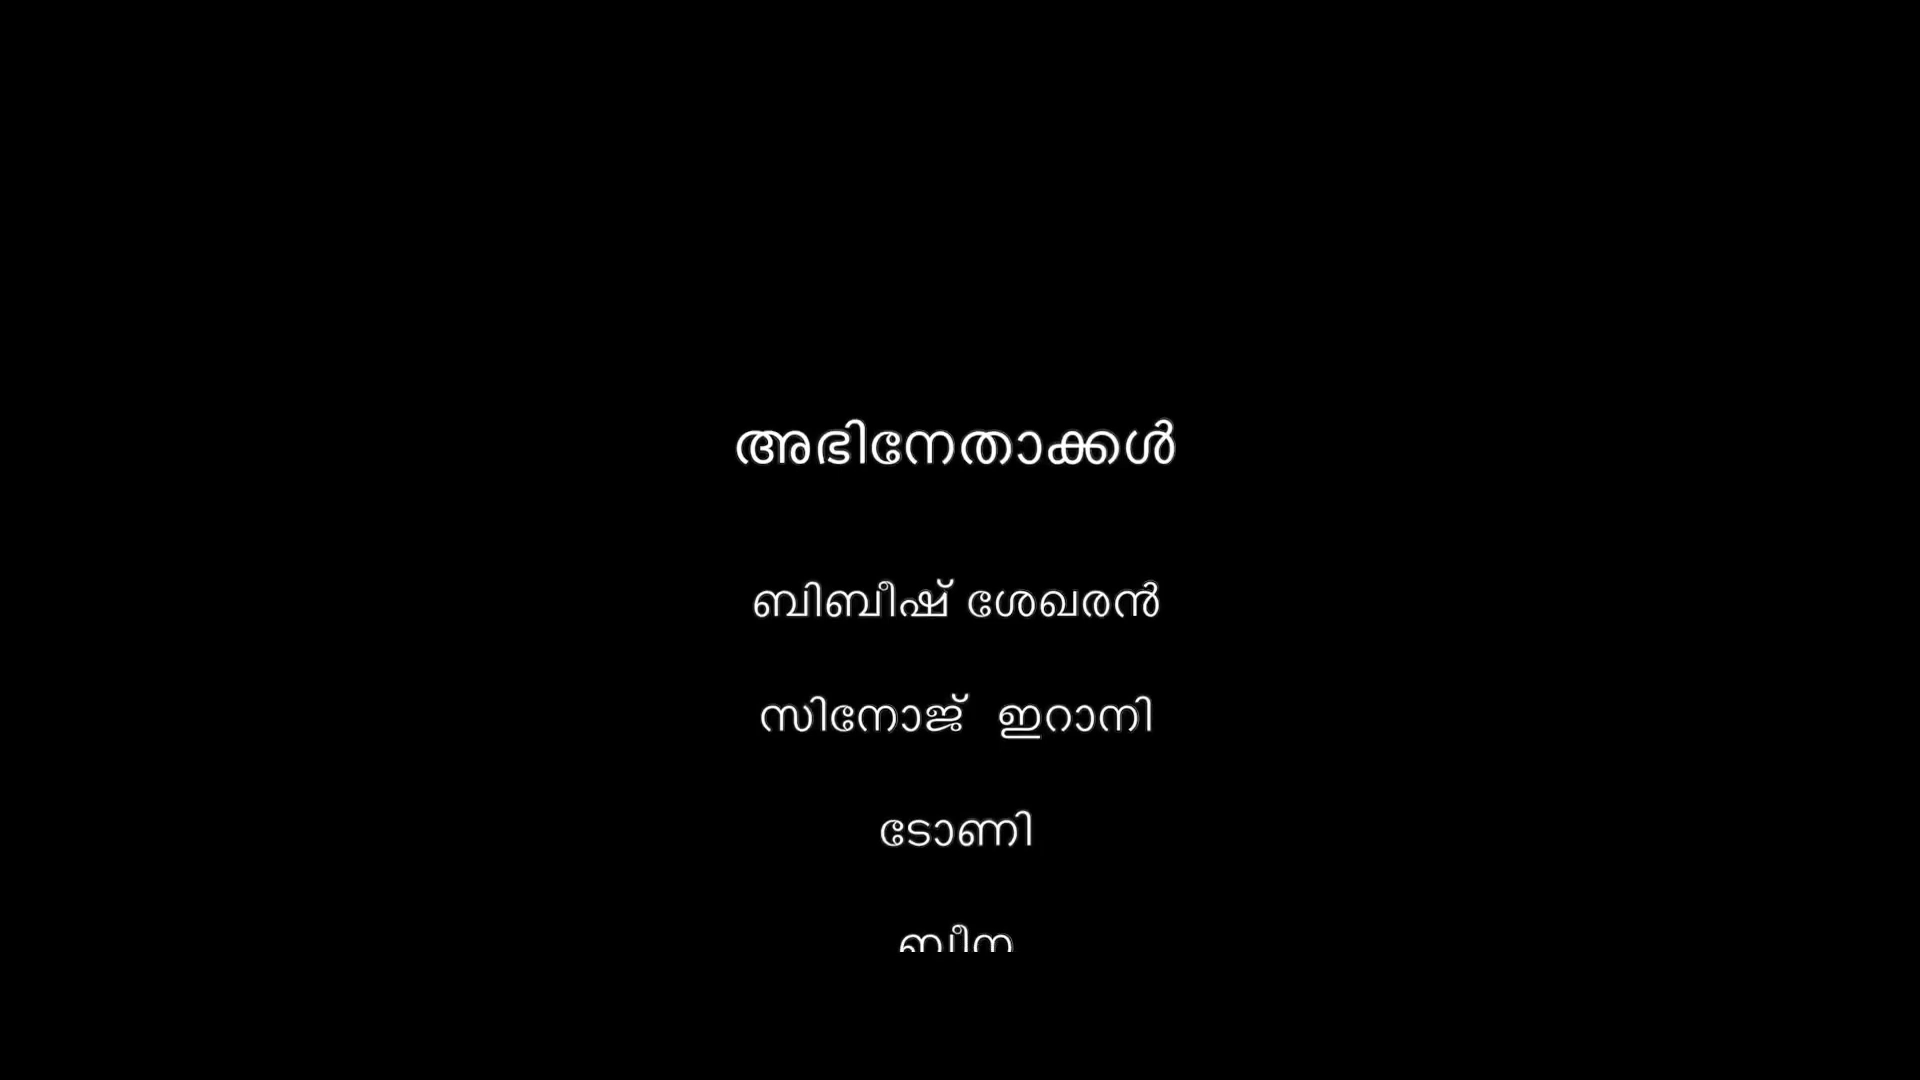 അഭിനേതാക്കൾ
ബിബീഷ് ശേഖരൻ
സിനോജ് ഇറാനി
ടോണി
ബീന